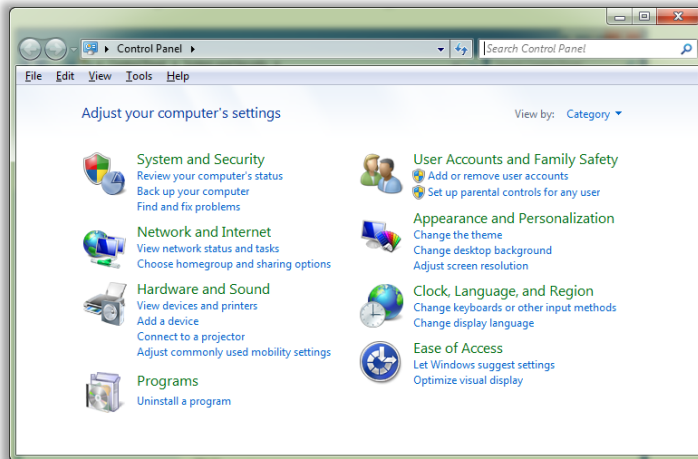 Control Panel
Search Control Panel
File Edit View Tools Help
Adjust your computer's settings
View by: Category
System and Security
Review your computer's status
Back up your computer
Find and fix problems
Network and Internet
View network status and tasks
Choose homegroup and sharing options
Hardware and Sound
View devices and printers
Add a device
Connect to a projector
Adjust commonly used mobility settings
Programs
Uninstall a program
User Accounts and Family Safety
Add or remove user accounts
Set up parental controls for any user
Appearance and Personalization
Change the theme
Change desktop background
Adjust screen resolution
Clock, Language, and Region
Change keyboards or other input methods
Change display language
Ease of Access
Let Windows suggest settings
Optimize visual display